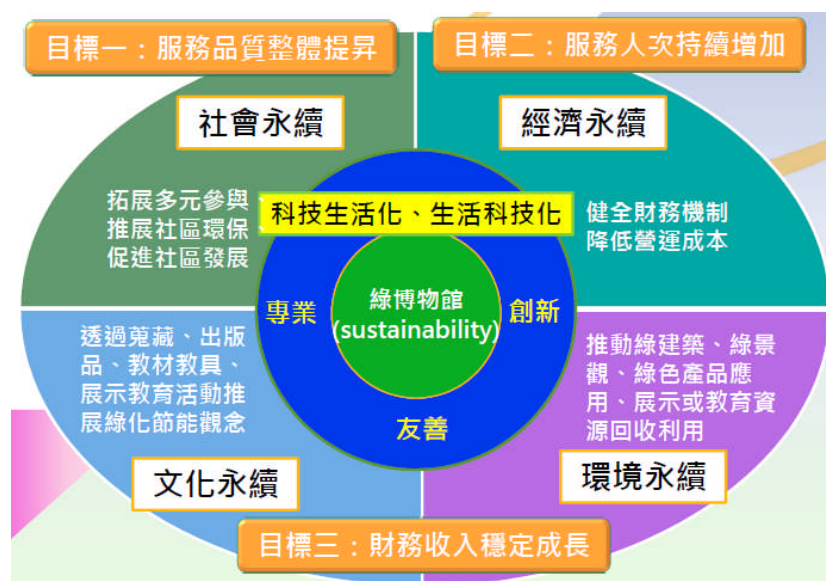 目標一：服務品質整體提昇
目標二：服務人次持續增加
社會永續
經濟永續
拓展多元參與、
推展社區環保、
促進社區發展
科技生活化、生活科技化
健全財務機制
降低營運成本
專業
綠博物館
(sustainability)
創新
友善
透過蒐藏、出版
品、教材教具、
展示教育活動推
展綠化節能觀念
推動綠建築、綠景
觀、綠色產品應
用、展示或教育資
源回收利用
文化永續
環境永續
目標三：財務收入穩定成長